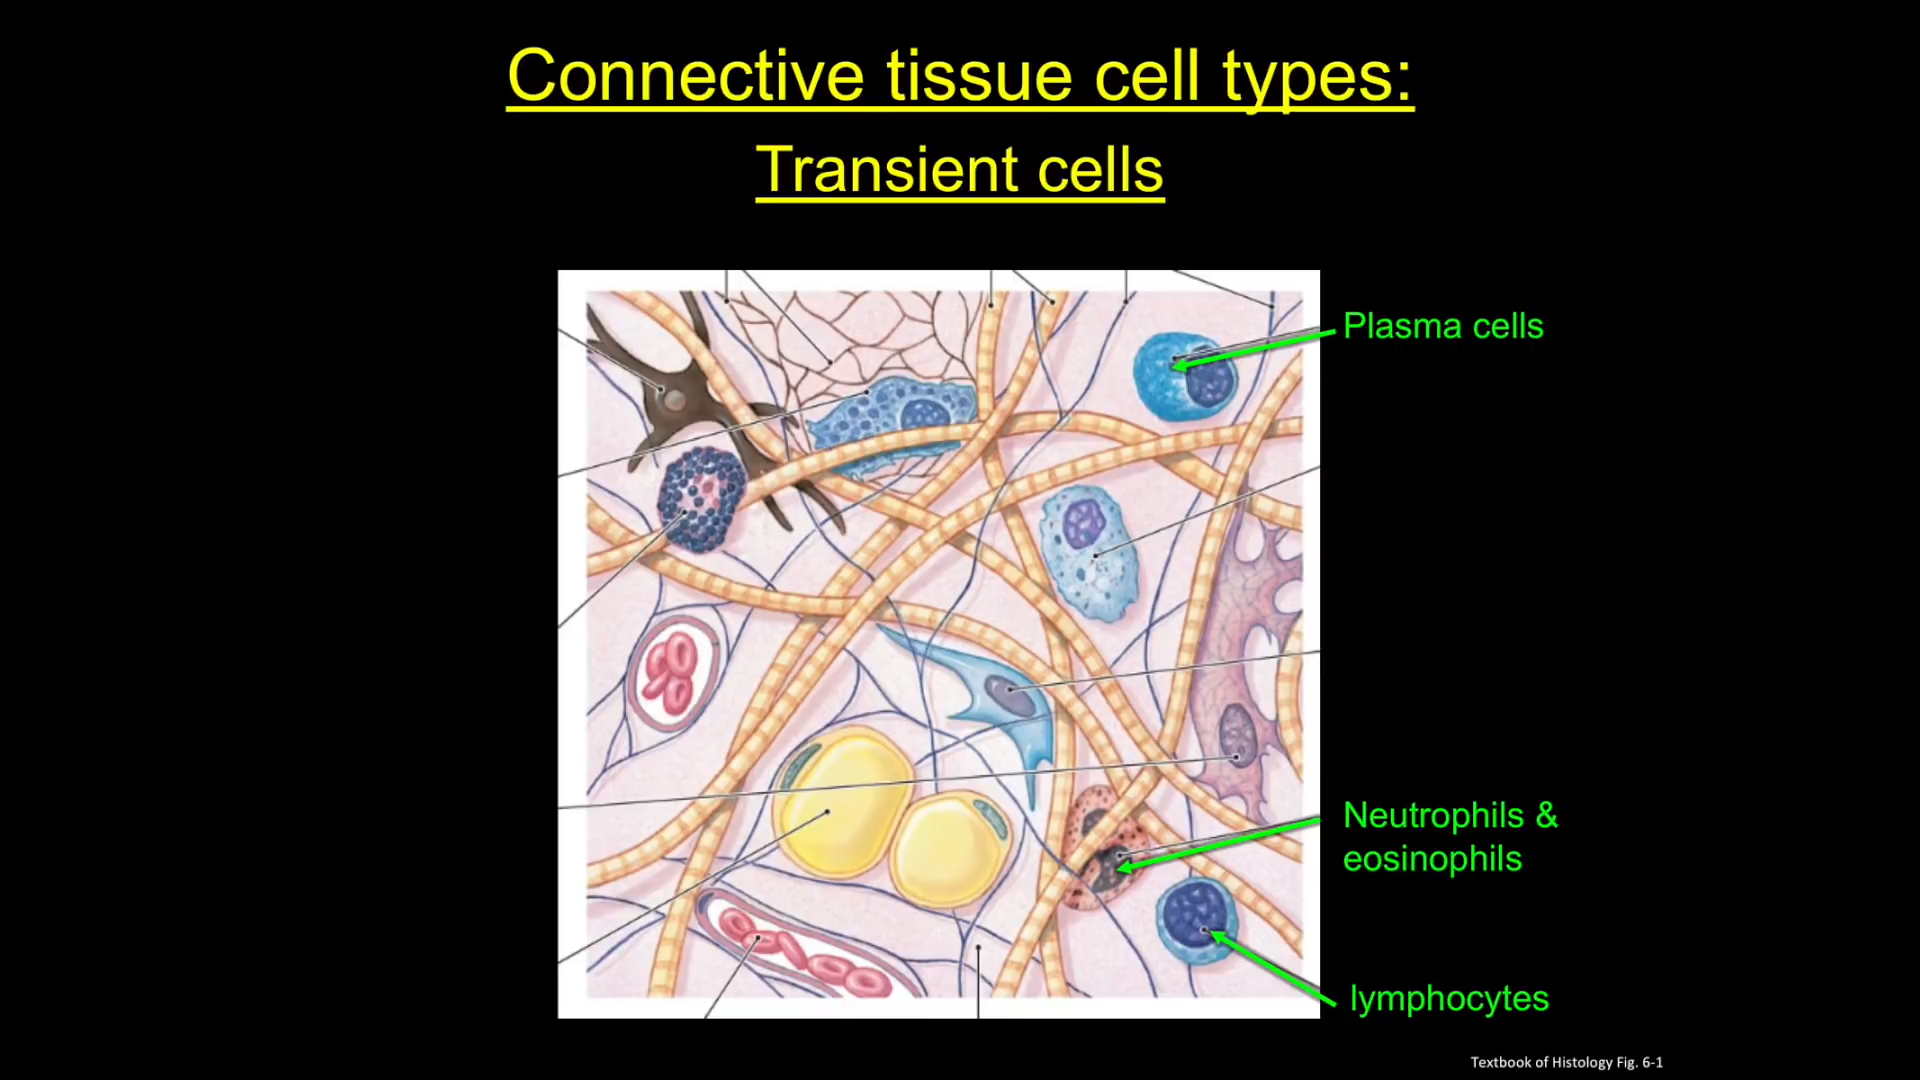 Connective tissue cell types:
Transient cells
Plasma cells
Neutrophils &
eosinophils
lymphocytes
Textbook of Histology Fig. 6-1